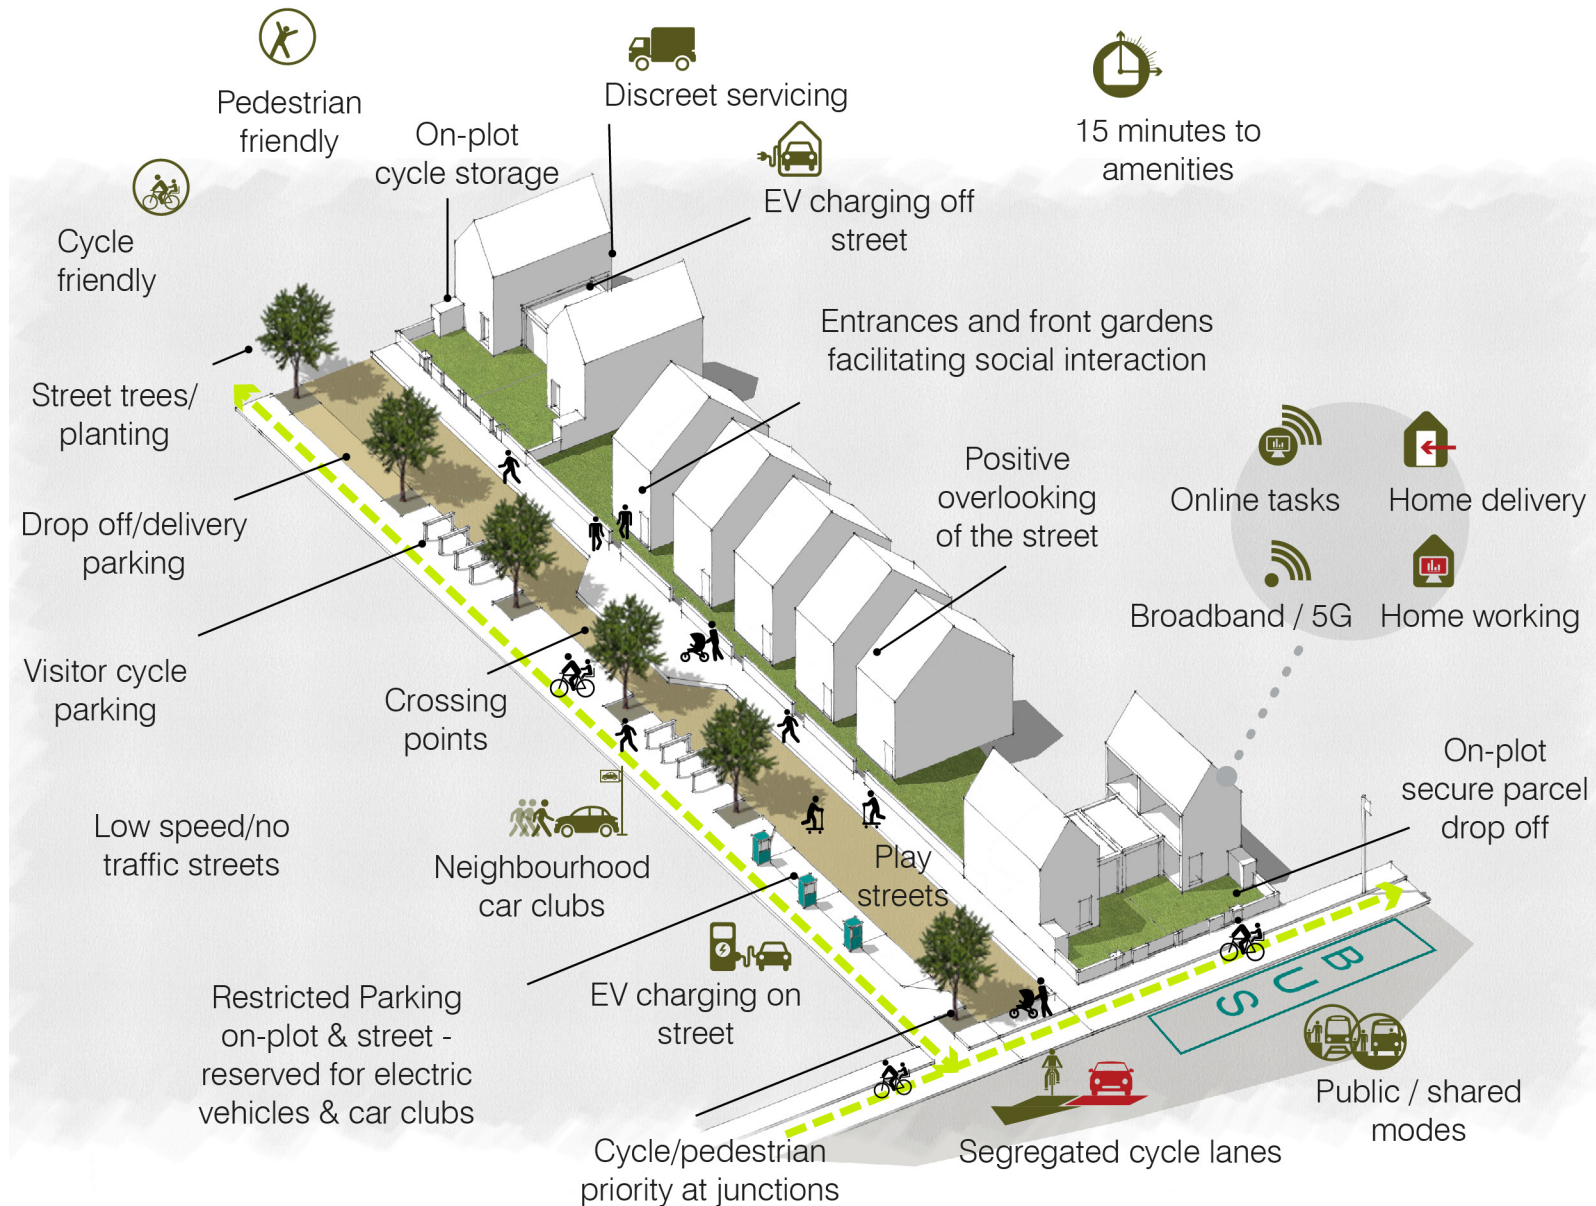 Pedestrian
friendly
Discreet servicing
15 minutes to
amenities
On-plot
cycle storage
EV charging off
street
Cycle
friendly
Entrances and front gardens
facilitating social interaction
Street trees/
planting
Positive
overlooking
of the street
Online tasks
Home delivery
Drop off/delivery
parking
Broadband / 5G
Home working
Visitor cycle
parking
Crossing
points
On-plot
secure parcel
drop off
Low speed/no
traffic streets
Neighbourhood
car clubs
Play
streets
Restricted Parking
on-plot & street -
reserved for electric
vehicles & car clubs
EV charging on
street
BUS
Public / shared
modes
Cycle/pedestrian
priority at junctions
Segregated cycle lanes